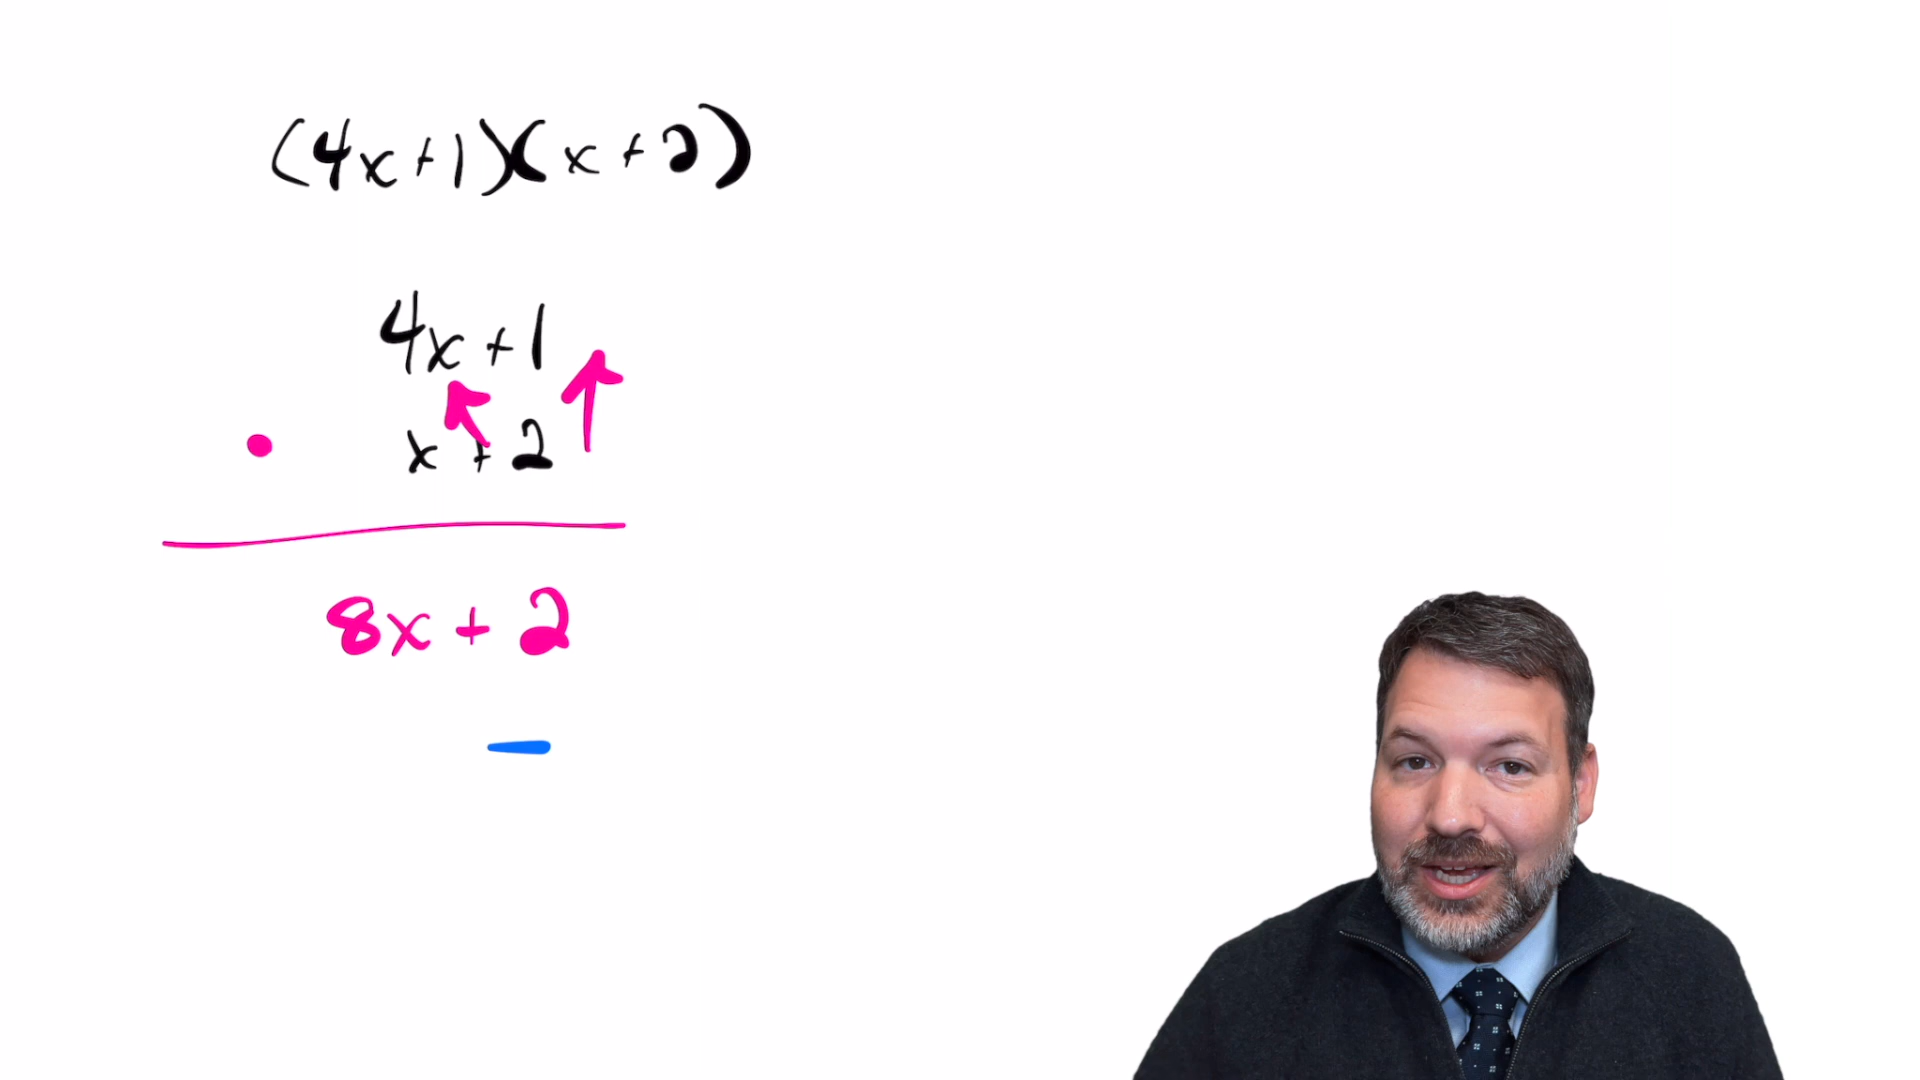 (4x+1)(x+2)
4x+1
• x+2
8x+2
–